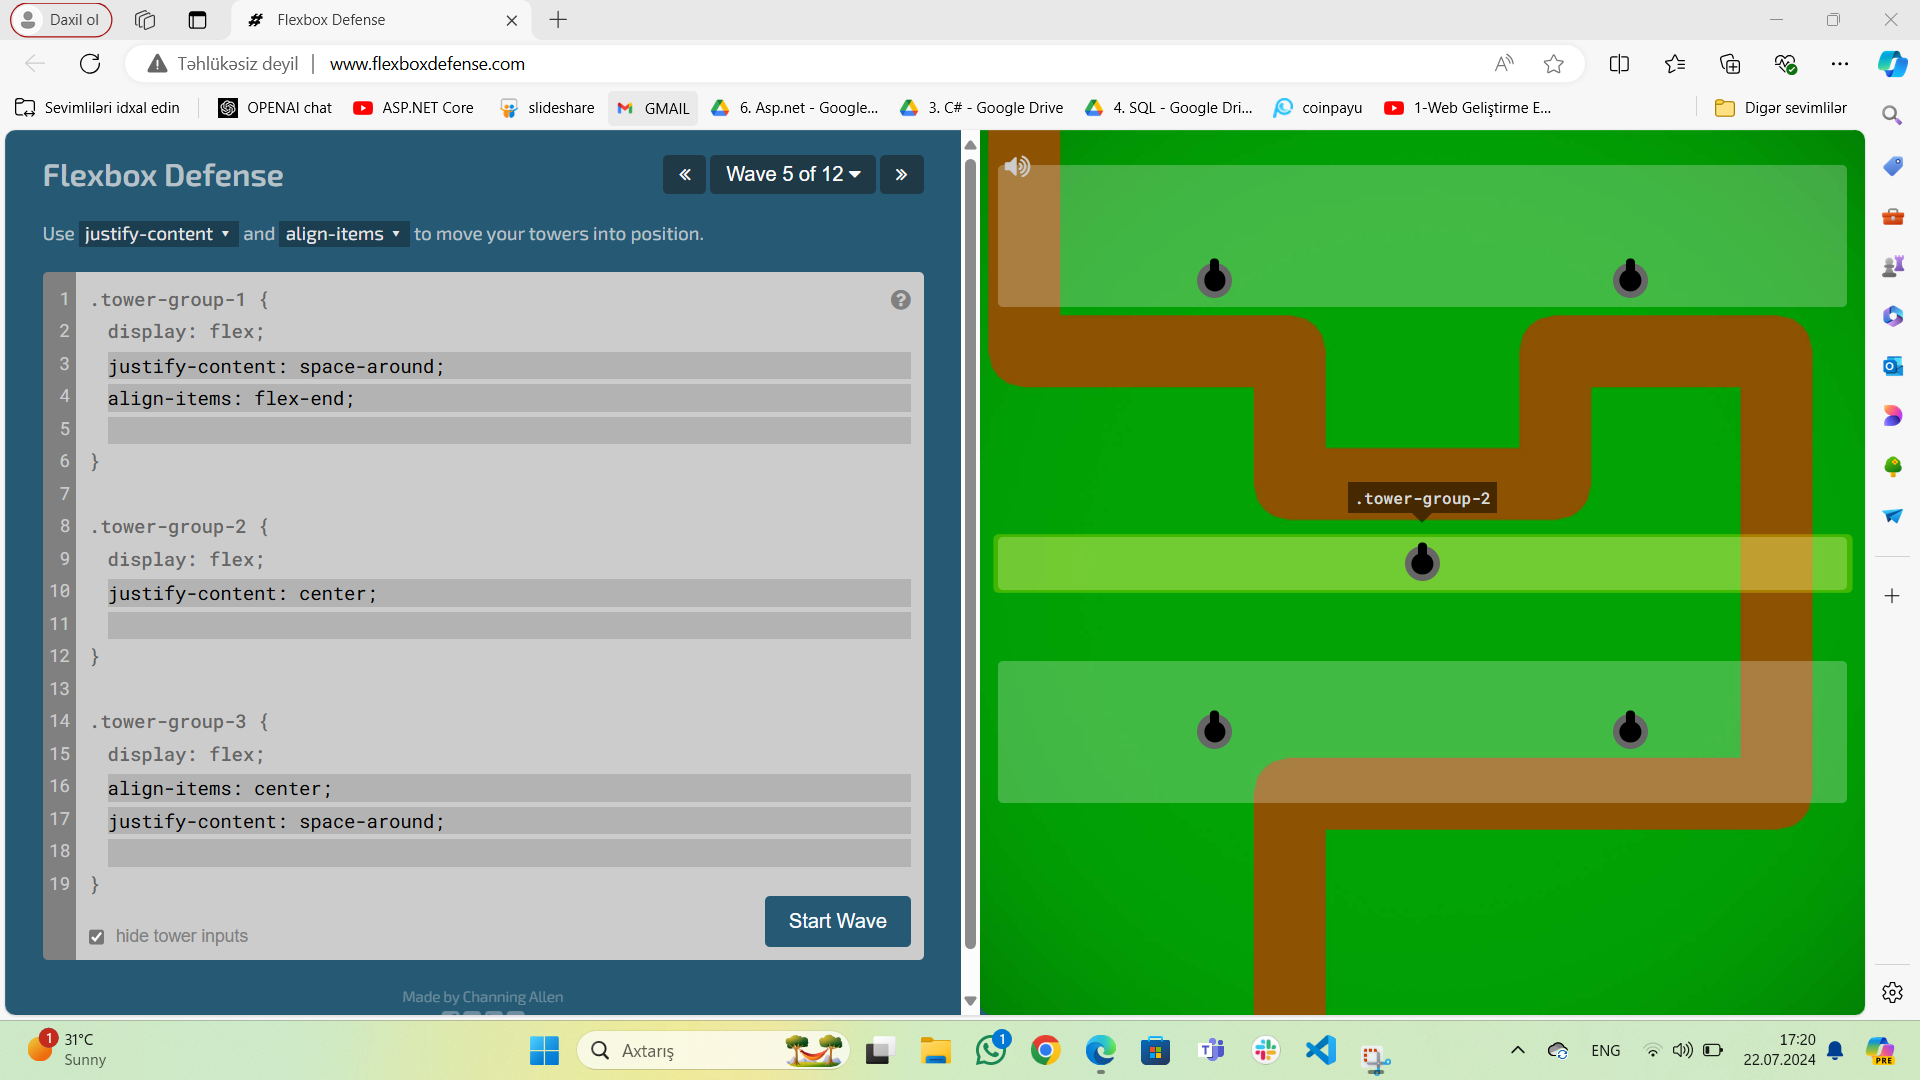 Daxil ol
Flexbox Defense
Təhlükəsiz deyil
www.flexboxdefense.com
Sevimliləri idxal edin
OPENAI chat
ASP.NET Core
slideshare
GMAIL
6. Asp.net - Google...
3. C# - Google Drive
4. SQL - Google Dri...
coinpayu
1-Web Geliştirme E...
Digər sevimlilər
Flexbox Defense
« Wave 5 of 12 »
Use justify-content and align-items to move your towers into position.
1 .tower-group-1 {
2 display: flex;
3 justify-content: space-around;
4 align-items: flex-end;
5
6 }
7
8 .tower-group-2 {
9 display: flex;
10 justify-content: center;
11
12 }
13
14 .tower-group-3 {
15 display: flex;
16 align-items: center;
17 justify-content: space-around;
18
19 }
?
hide tower inputs
Start Wave
Made by Channing Allen
.tower-group-2
1
31°C
Sunny
Axtarış
1
ENG
17:20
22.07.2024
PRE